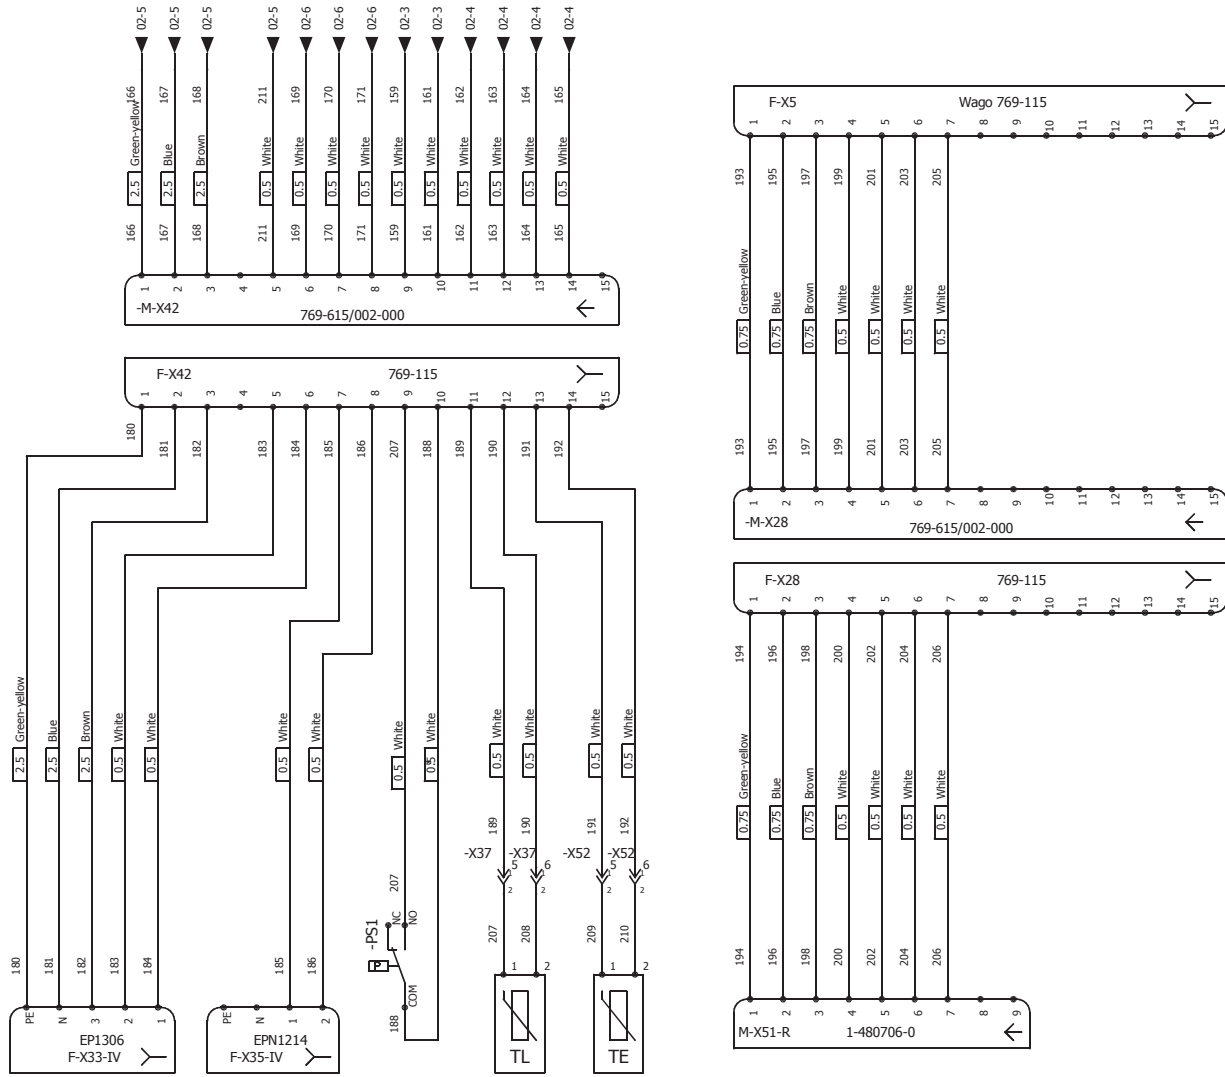 02-5 02-5 02-5 02-5 02-6 02-6 02-6 02-3 02-3 02-4 02-4 02-4 02-4
166 167 168 211 169 170 171 159 161 162 163 164 165
Green-yellow Blue Brown White White White White White White White White White White
2.5 2.5 2.5 0.5 0.5 0.5 0.5 0.5 0.5 0.5 0.5 0.5 0.5
166 167 168 211 169 170 171 159 161 162 163 164 165
1 2 3 4 5 6 7 8 9 10 11 12 13 14 15
-M-X42 769-615/002-000
F-X42 769-115
1 2 3 4 5 6 7 8 9 10 11 12 13 14 15
180 181 182 183 184 185 186 207 188 189 190 191 192
Green-yellow Blue Brown White White White White White White White White White
2.5 2.5 2.5 0.5 0.5 0.5 0.5 0.5 0.5 0.5 0.5 0.5 0.5
189 190 191 192
-X37 -X37 -X52 -X52
5 6 5 6
1 1 1 1
2 2 2 2
207
-PS1 NC NO
P
COM
188
180 181 182 183 184 185 186 207 208 209 210
PE N 3 2 1
EP1306
F-X33-IV
PE N 1 2
EPN1214
F-X35-IV
1 2
TL
1 2
TE
F-X5 Wago 769-115
1 2 3 4 5 6 7 8 9 10 11 12 13 14 15
193 195 197 199 201 203 205
Green-yellow Blue Brown White White White White
0.75 0.75 0.75 0.5 0.5 0.5 0.5
193 195 197 199 201 203 205
1 2 3 4 5 6 7 8 9 10 11 12 13 14 15
-M-X28 769-615/002-000
F-X28 769-115
1 2 3 4 5 6 7 8 9 10 11 12 13 14 15
194 196 198 200 202 204 206
Green-yellow Blue Brown White White White White
0.75 0.75 0.75 0.5 0.5 0.5 0.5
194 196 198 200 202 204 206
1 2 3 4 5 6 7 8 9
M-X51-R 1-480706-0